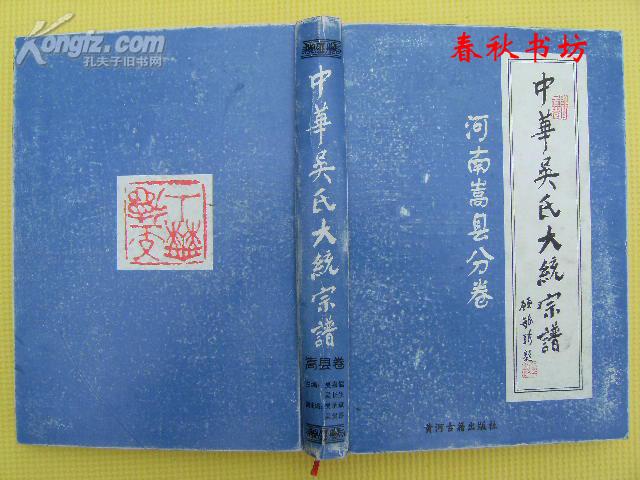 Kongfz.com
孔夫子旧书网
春秋书坊
中華吴氏大統宗譜
河南嵩县分卷
黄河古籍出版社
中華吴氏大統宗譜
嵩县卷